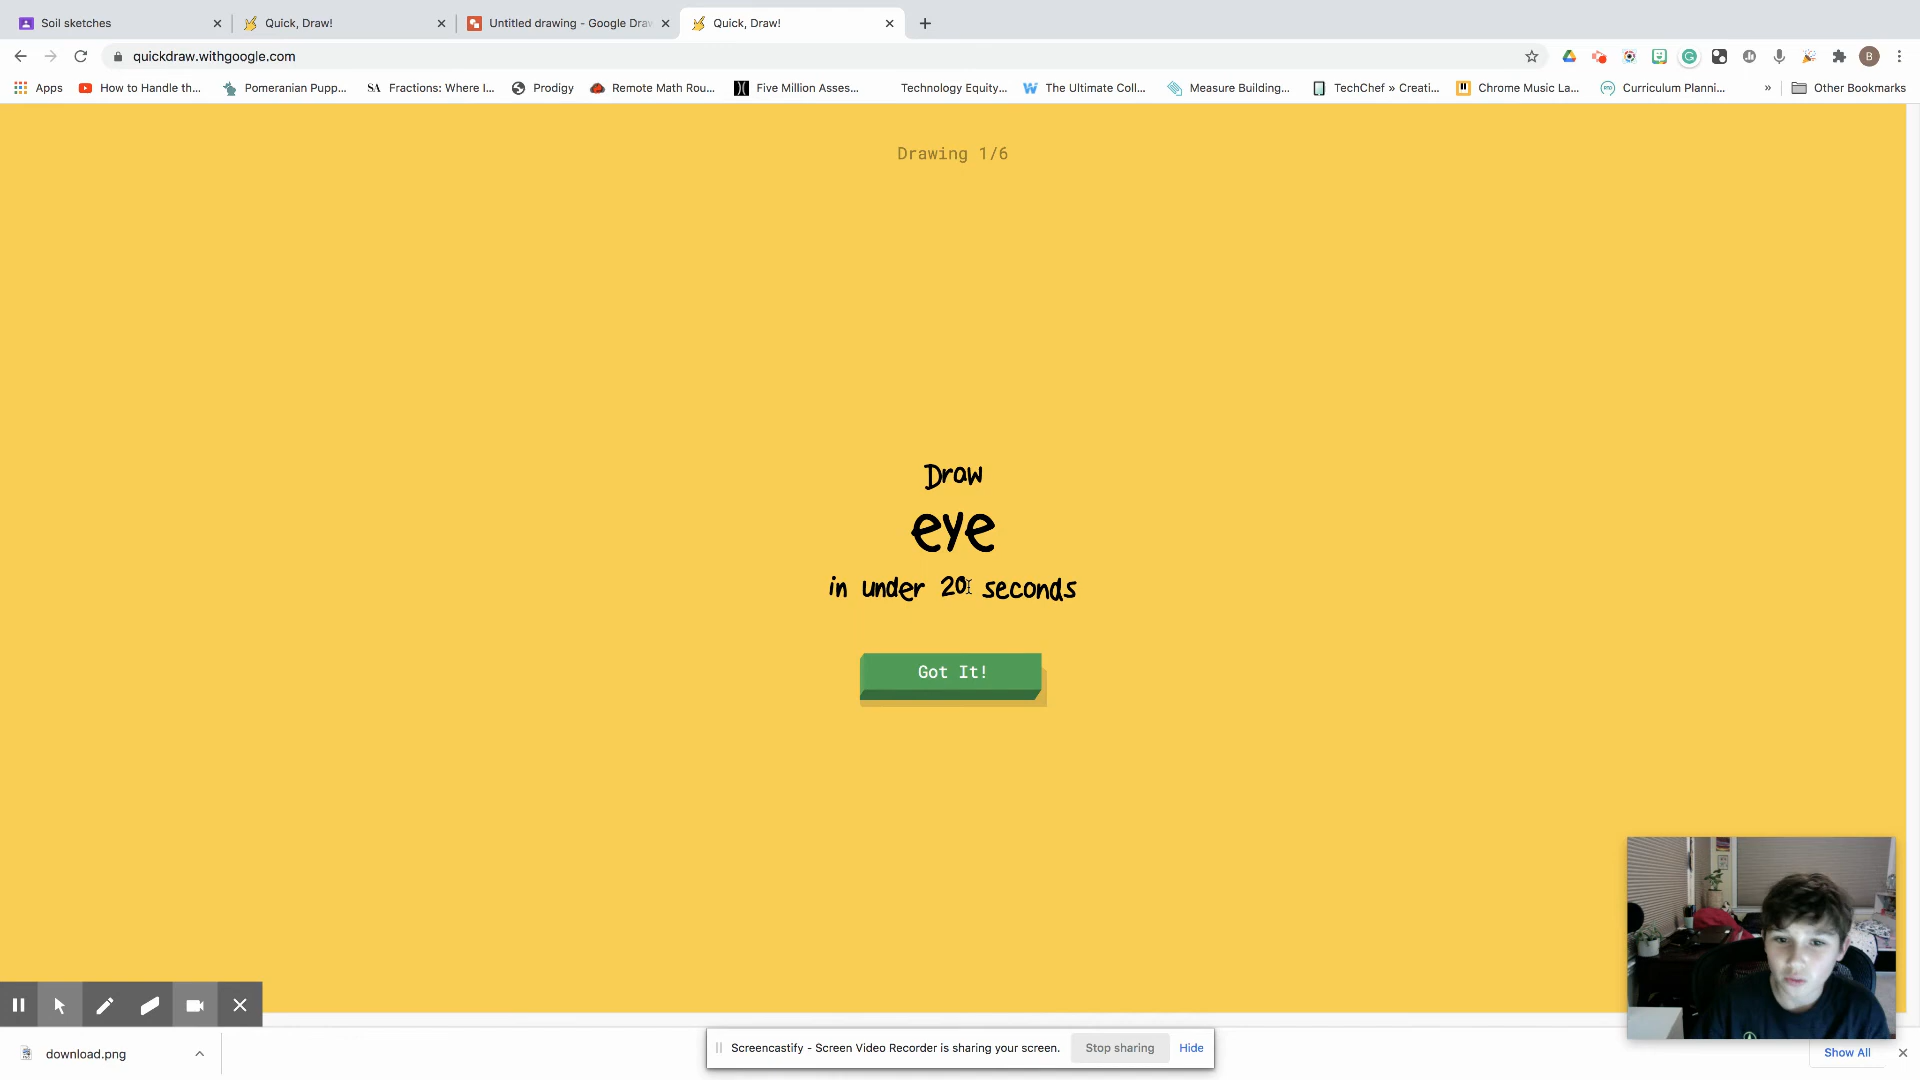 Soil sketches
Quick, Draw!
Untitled drawing - Google Draw
Quick, Draw!
quickdraw.withgoogle.com
B
Apps
How to Handle th...
Pomeranian Pupp...
SA Fractions: Where I...
Prodigy
Remote Math Rou...
Five Million Asses...
Technology Equity...
The Ultimate Coll...
Measure Building...
TechChef » Creati...
Chrome Music La...
Curriculum Planni...
»
Other Bookmarks
Drawing 1/6
Draw
eye
in under 20 seconds
Got It!
download.png
Screencastify - Screen Video Recorder is sharing your screen.
Stop sharing
Hide
Show All